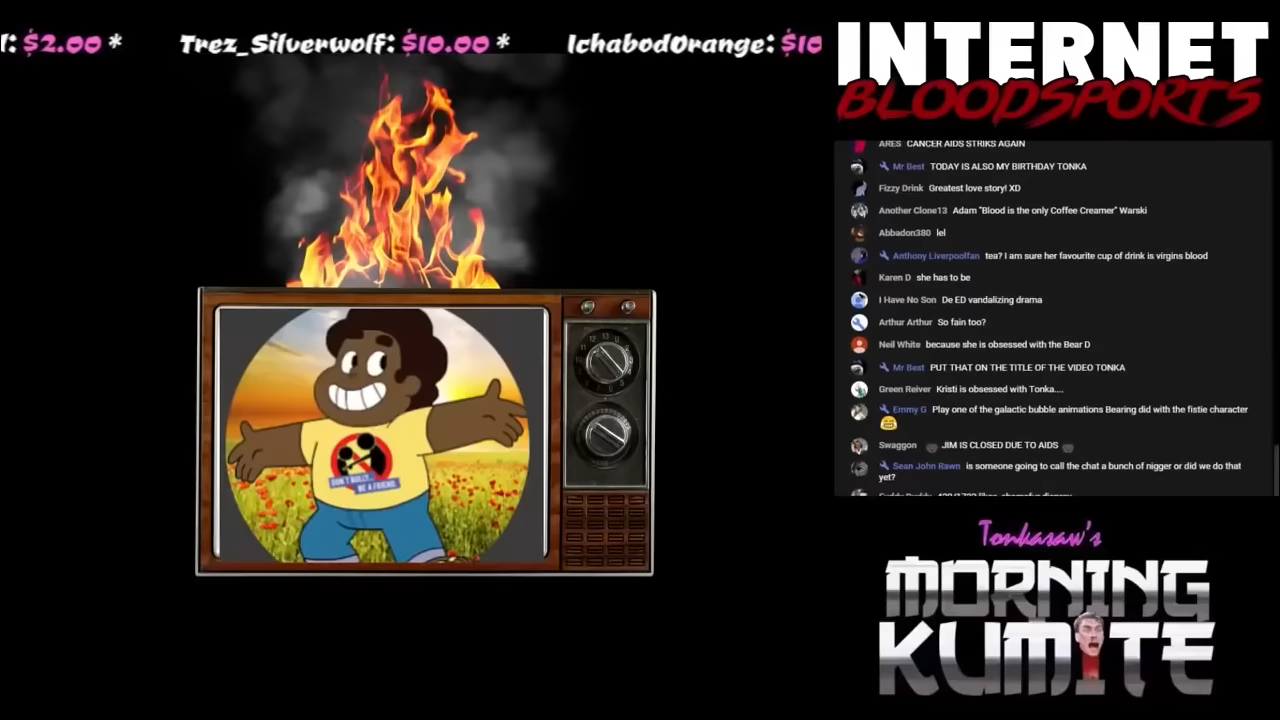 : $2.00 * Trez_Silverwolf: $10.00 * IchabodOrange: $10
INTERNET
BLOODSPORTS
ARES CANCER AIDS STRIKES AGAIN
Mr Best TODAY IS ALSO MY BIRTHDAY TONKA
Fizzy Drink Greatest love story! XD
Another Clone13 Adam "Blood is the only Coffee Creamer" Warski
Abbadon380 lel
Anthony Liverpoolfan tea? I am sure her favourite cup of drink is virgins blood
Karen D she has to be
I Have No Son De ED vandalizing drama
Arthur Arthur So fain too?
Neil White because she is obsessed with the Bear D
Mr Best PUT THAT ON THE TITLE OF THE VIDEO TONKA
Green Reiver Kristi is obsessed with Tonka....
Emmy G Play one of the galactic bubble animations Bearing did with the fistie character
Swaggon JIM IS CLOSED DUE TO AIDS
Sean John Rawn is someone going to call the chat a bunch of nigger or did we do that
yet?
DON'T BULLY...
BE A FRIEND.
Tonkasaw's
MORNING
KUMITE